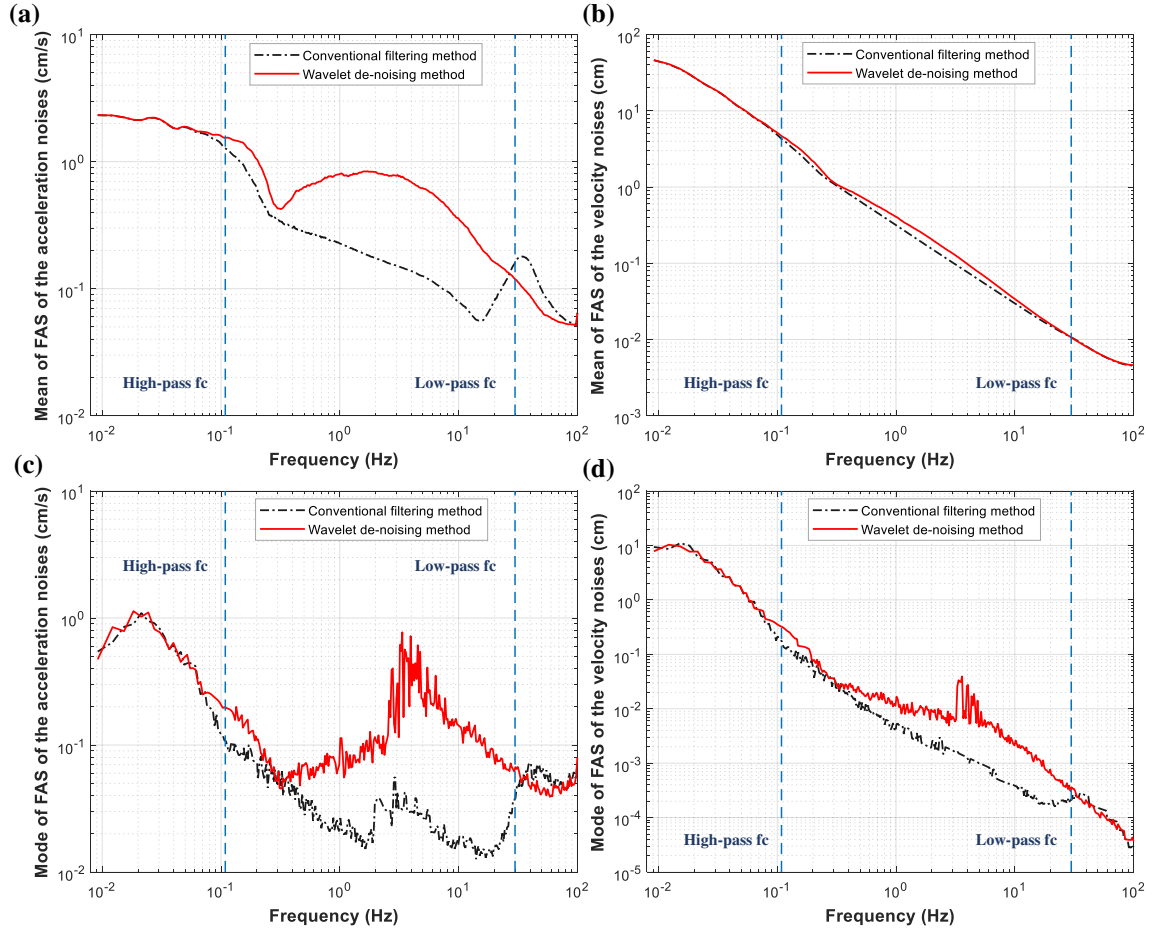 (a)
Mean of FAS of the acceleration noises (cm/s)
10^1
10^0
10^-1
10^-2
Conventional filtering method
Wavelet de-noising method
High-pass fc
Low-pass fc
10^-2 10^-1 10^0 10^1 10^2
Frequency (Hz)
(b)
Mean of FAS of the velocity noises (cm)
10^2
10^1
10^0
10^-1
10^-2
10^-3
Conventional filtering method
Wavelet de-noising method
High-pass fc
Low-pass fc
10^-2 10^-1 10^0 10^1 10^2
Frequency (Hz)
(c)
Mode of FAS of the acceleration noises (cm/s)
10^1
10^0
10^-1
10^-2
Conventional filtering method
Wavelet de-noising method
High-pass fc
Low-pass fc
10^-2 10^-1 10^0 10^1 10^2
Frequency (Hz)
(d)
Mode of FAS of the velocity noises (cm)
10^2
10^1
10^0
10^-1
10^-2
10^-3
10^-4
10^-5
Conventional filtering method
Wavelet de-noising method
High-pass fc
Low-pass fc
10^-2 10^-1 10^0 10^1 10^2
Frequency (Hz)